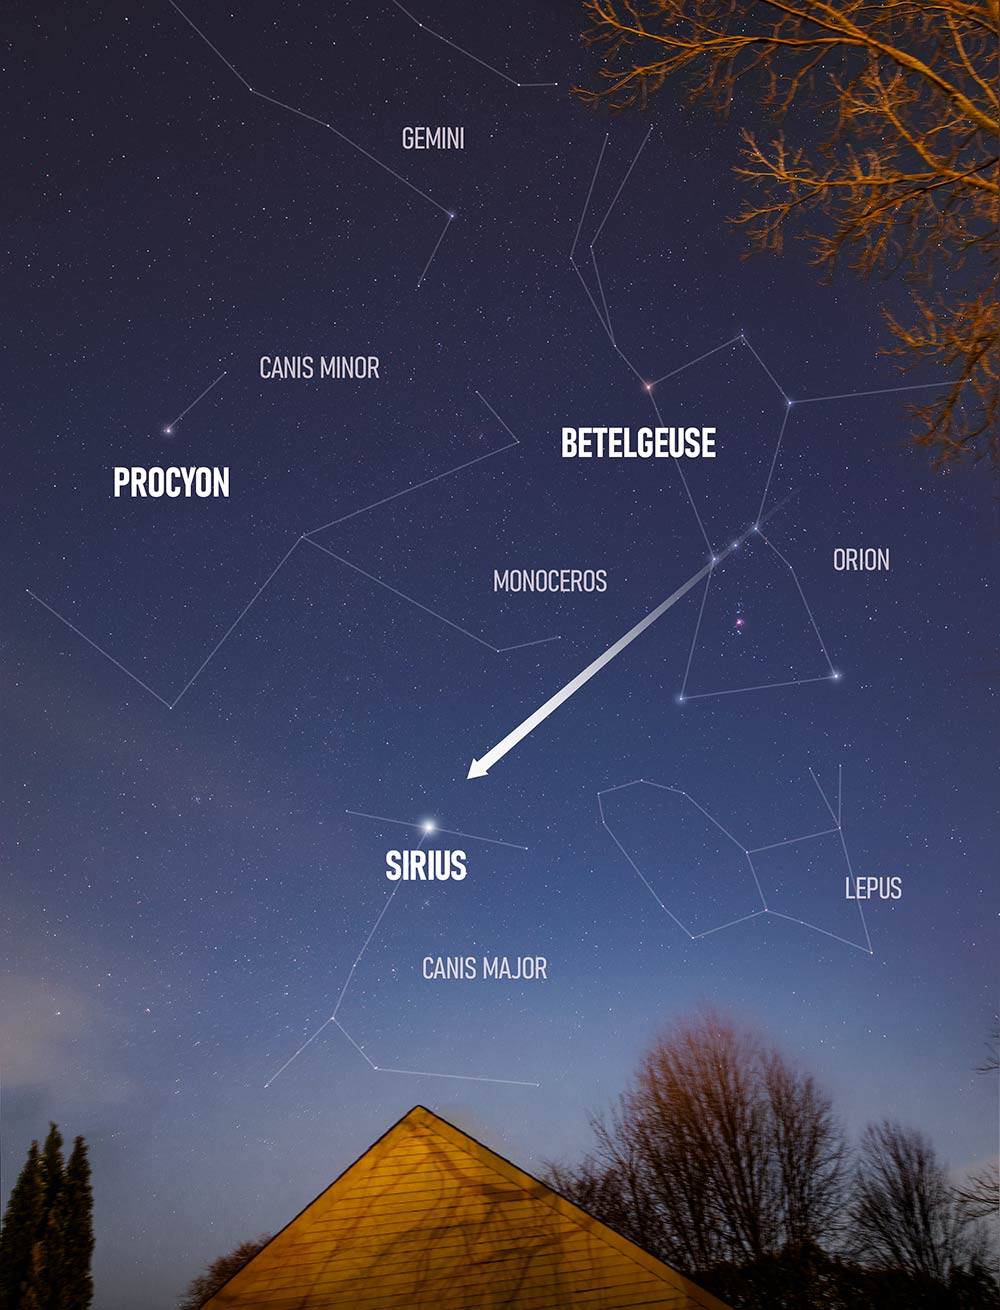 GEMINI
CANIS MINOR
BETELGEUSE
PROCYON
ORION
MONOCEROS
SIRIUS
LEPUS
CANIS MAJOR